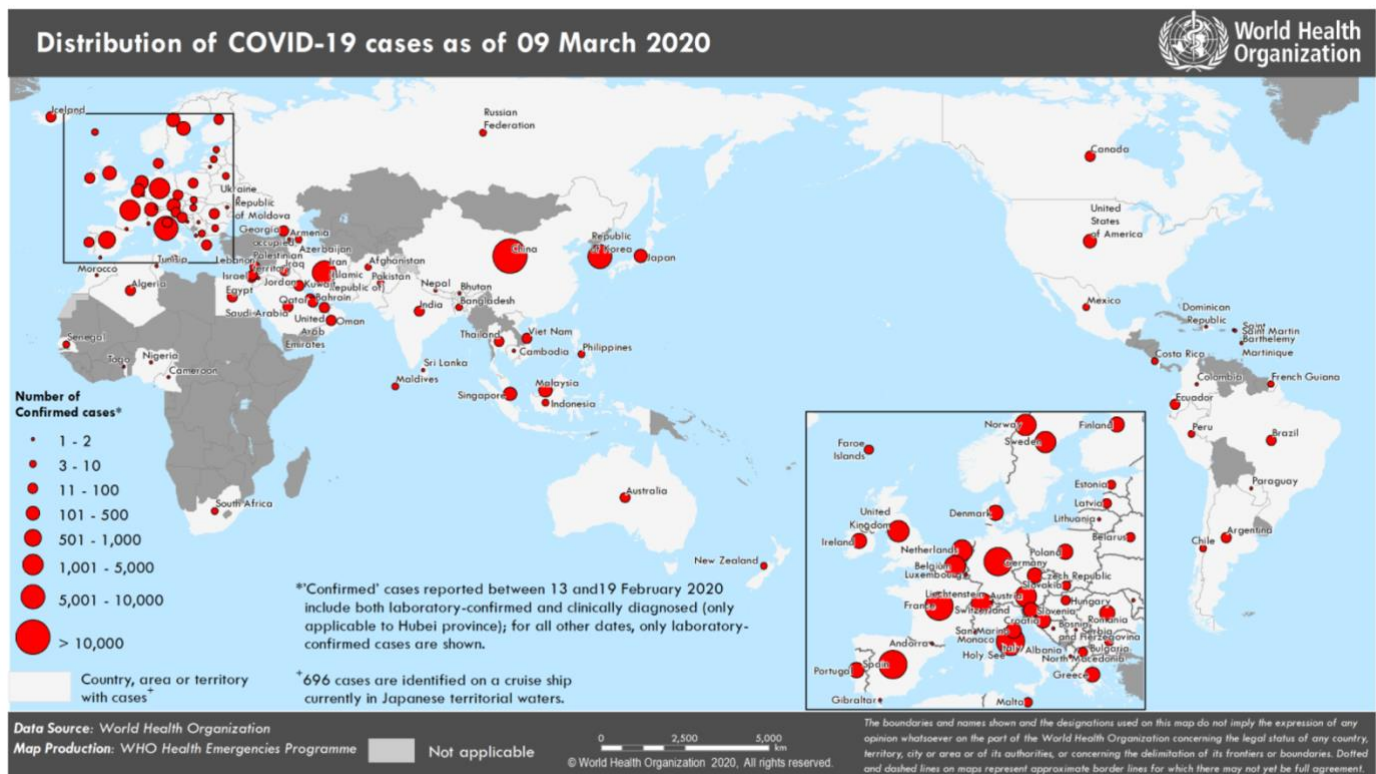 Distribution of COVID-19 cases as of 09 March 2020
World Health
Organization
Iceland
Russian
Federation
Canada
United
States
of America
Mexico
Dominican
Republic
Saint
Saint Martin
Barthelemy
Martinique
Costa Rica
Colombia
French Guiana
Ecuador
Peru
Brazil
Paraguay
Chile
Argentina
Ukraine
Republic
of Moldova
Georgia
Armenia
occupied
Azerbaijan
Palestinian
Territory
Lebanon
Israel
Iraq
Iran
(Islamic
Republic of)
Afghanistan
Jordan
Kuwait
Pakistan
Morocco
Tunisia
Algeria
Egypt
Qatar
Bahrain
Saudi Arabia
United
Arab
Emirates
Oman
China
Republic
of Korea
Japan
Nepal
Bhutan
India
Bangladesh
Thailand
Viet Nam
Cambodia
Philippines
Sri Lanka
Maldives
Malaysia
Singapore
Indonesia
Senegal
Togo
Nigeria
Cameroon
South Africa
Australia
New Zealand
Number of
Confirmed cases*
1 - 2
3 - 10
11 - 100
101 - 500
501 - 1,000
1,001 - 5,000
5,001 - 10,000
> 10,000
Country, area or territory
with cases+
*'Confirmed' cases reported between 13 and19 February 2020
include both laboratory-confirmed and clinically diagnosed (only
applicable to Hubei province); for all other dates, only laboratory-
confirmed cases are shown.
+696 cases are identified on a cruise ship
currently in Japanese territorial waters.
Norway
Finland
Sweden
Faroe
Islands
Estonia
Latvia
Lithuania
Denmark
United
Kingdom
Ireland
Belarus
Netherlands
Poland
Belgium
Germany
Luxembourg
Czech Republic
Slovakia
Liechtenstein
Austria
Hungary
France
Switzerland
Slovenia
Croatia
Romania
San Marino
Bosnia
and Herzegovina
Serbia
Monaco
Italy
Albania
Bulgaria
Andorra
Holy See
North Macedonia
Portugal
Spain
Greece
Gibraltar
Malta
Data Source: World Health Organization
Map Production: WHO Health Emergencies Programme
Not applicable
0 2,500 5,000
km
© World Health Organization 2020, All rights reserved.
The boundaries and names shown and the designations used on this map do not imply the expression of any
opinion whatsoever on the part of the World Health Organization concerning the legal status of any country,
territory, city or area or of its authorities, or concerning the delimitation of its frontiers or boundaries. Dotted
and dashed lines on maps represent approximate border lines for which there may not yet be full agreement.